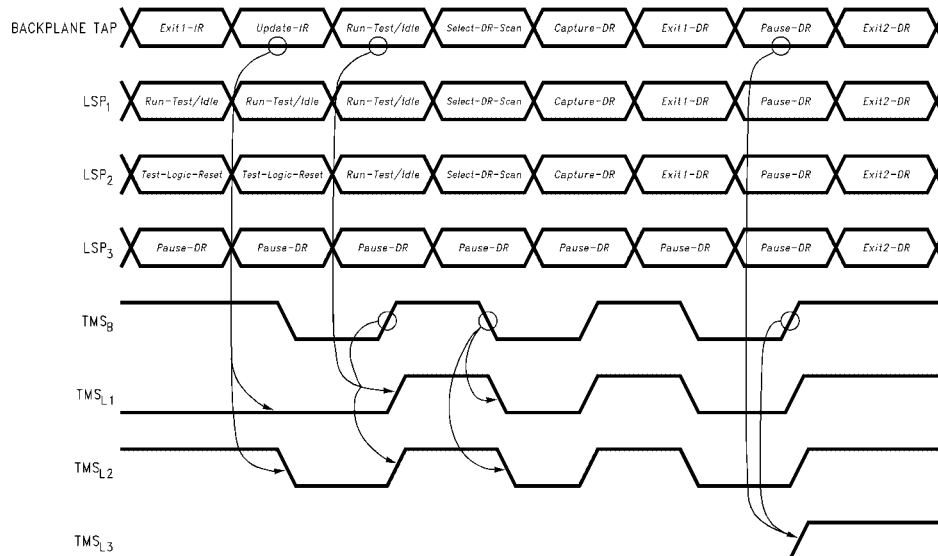 BACKPLANE TAP Exit1-IR Update-IR Run-Test/Idle Select-DR-Scan Capture-DR Exit1-DR Pause-DR Exit2-DR
LSP1 Run-Test/Idle Run-Test/Idle Run-Test/Idle Select-DR-Scan Capture-DR Exit1-DR Pause-DR Exit2-DR
LSP2 Test-Logic-Reset Test-Logic-Reset Run-Test/Idle Select-DR-Scan Capture-DR Exit1-DR Pause-DR Exit2-DR
LSP3 Pause-DR Pause-DR Pause-DR Pause-DR Pause-DR Pause-DR Pause-DR Exit2-DR
TMSB
TMSL1
TMSL2
TMSL3